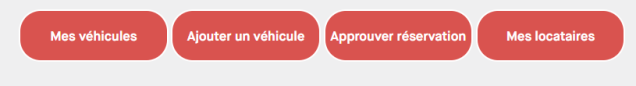 Mes véhicules Ajouter un véhicule Approuver réservation Mes locataires